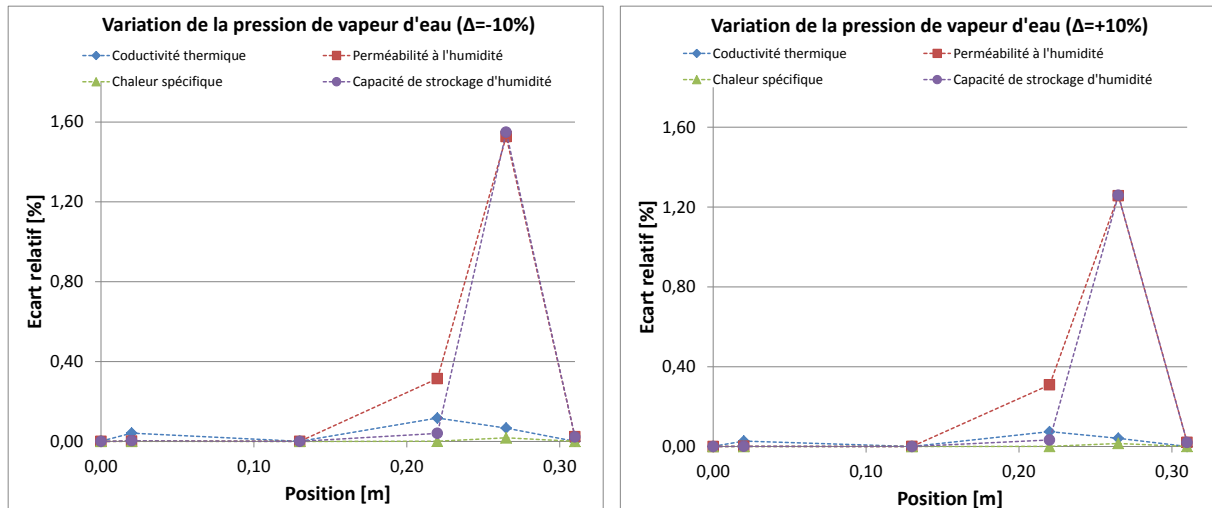 Variation de la pression de vapeur d'eau (Δ=-10%)
Coductivité thermique
Perméabilité à l'humidité
Chaleur spécifique
Capacité de strockage d'humidité
1,60
1,20
0,80
0,40
0,00
Ecart relatif [%]
0,00 0,10 0,20 0,30
Position [m]
Variation de la pression de vapeur d'eau (Δ=+10%)
Coductivité thermique
Perméabilité à l'humidité
Chaleur spécifique
Capacité de strockage d'humidité
1,60
1,20
0,80
0,40
0,00
Ecart relatif [%]
0,00 0,10 0,20 0,30
Position [m]